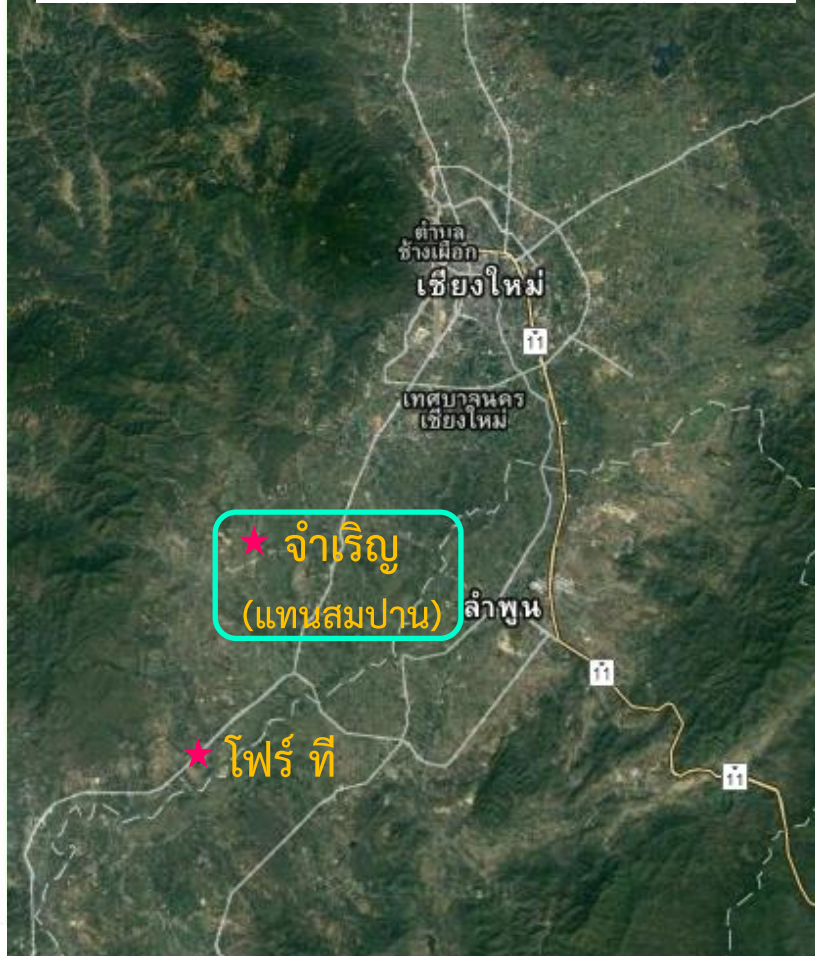 ตำบล
ช้างเผือก
เชียงใหม่
11
เทศบาลนคร
เชียงใหม่
จำเริญ
(แทนสมปาน)
ลำพูน
11
โฟร์ ที
11